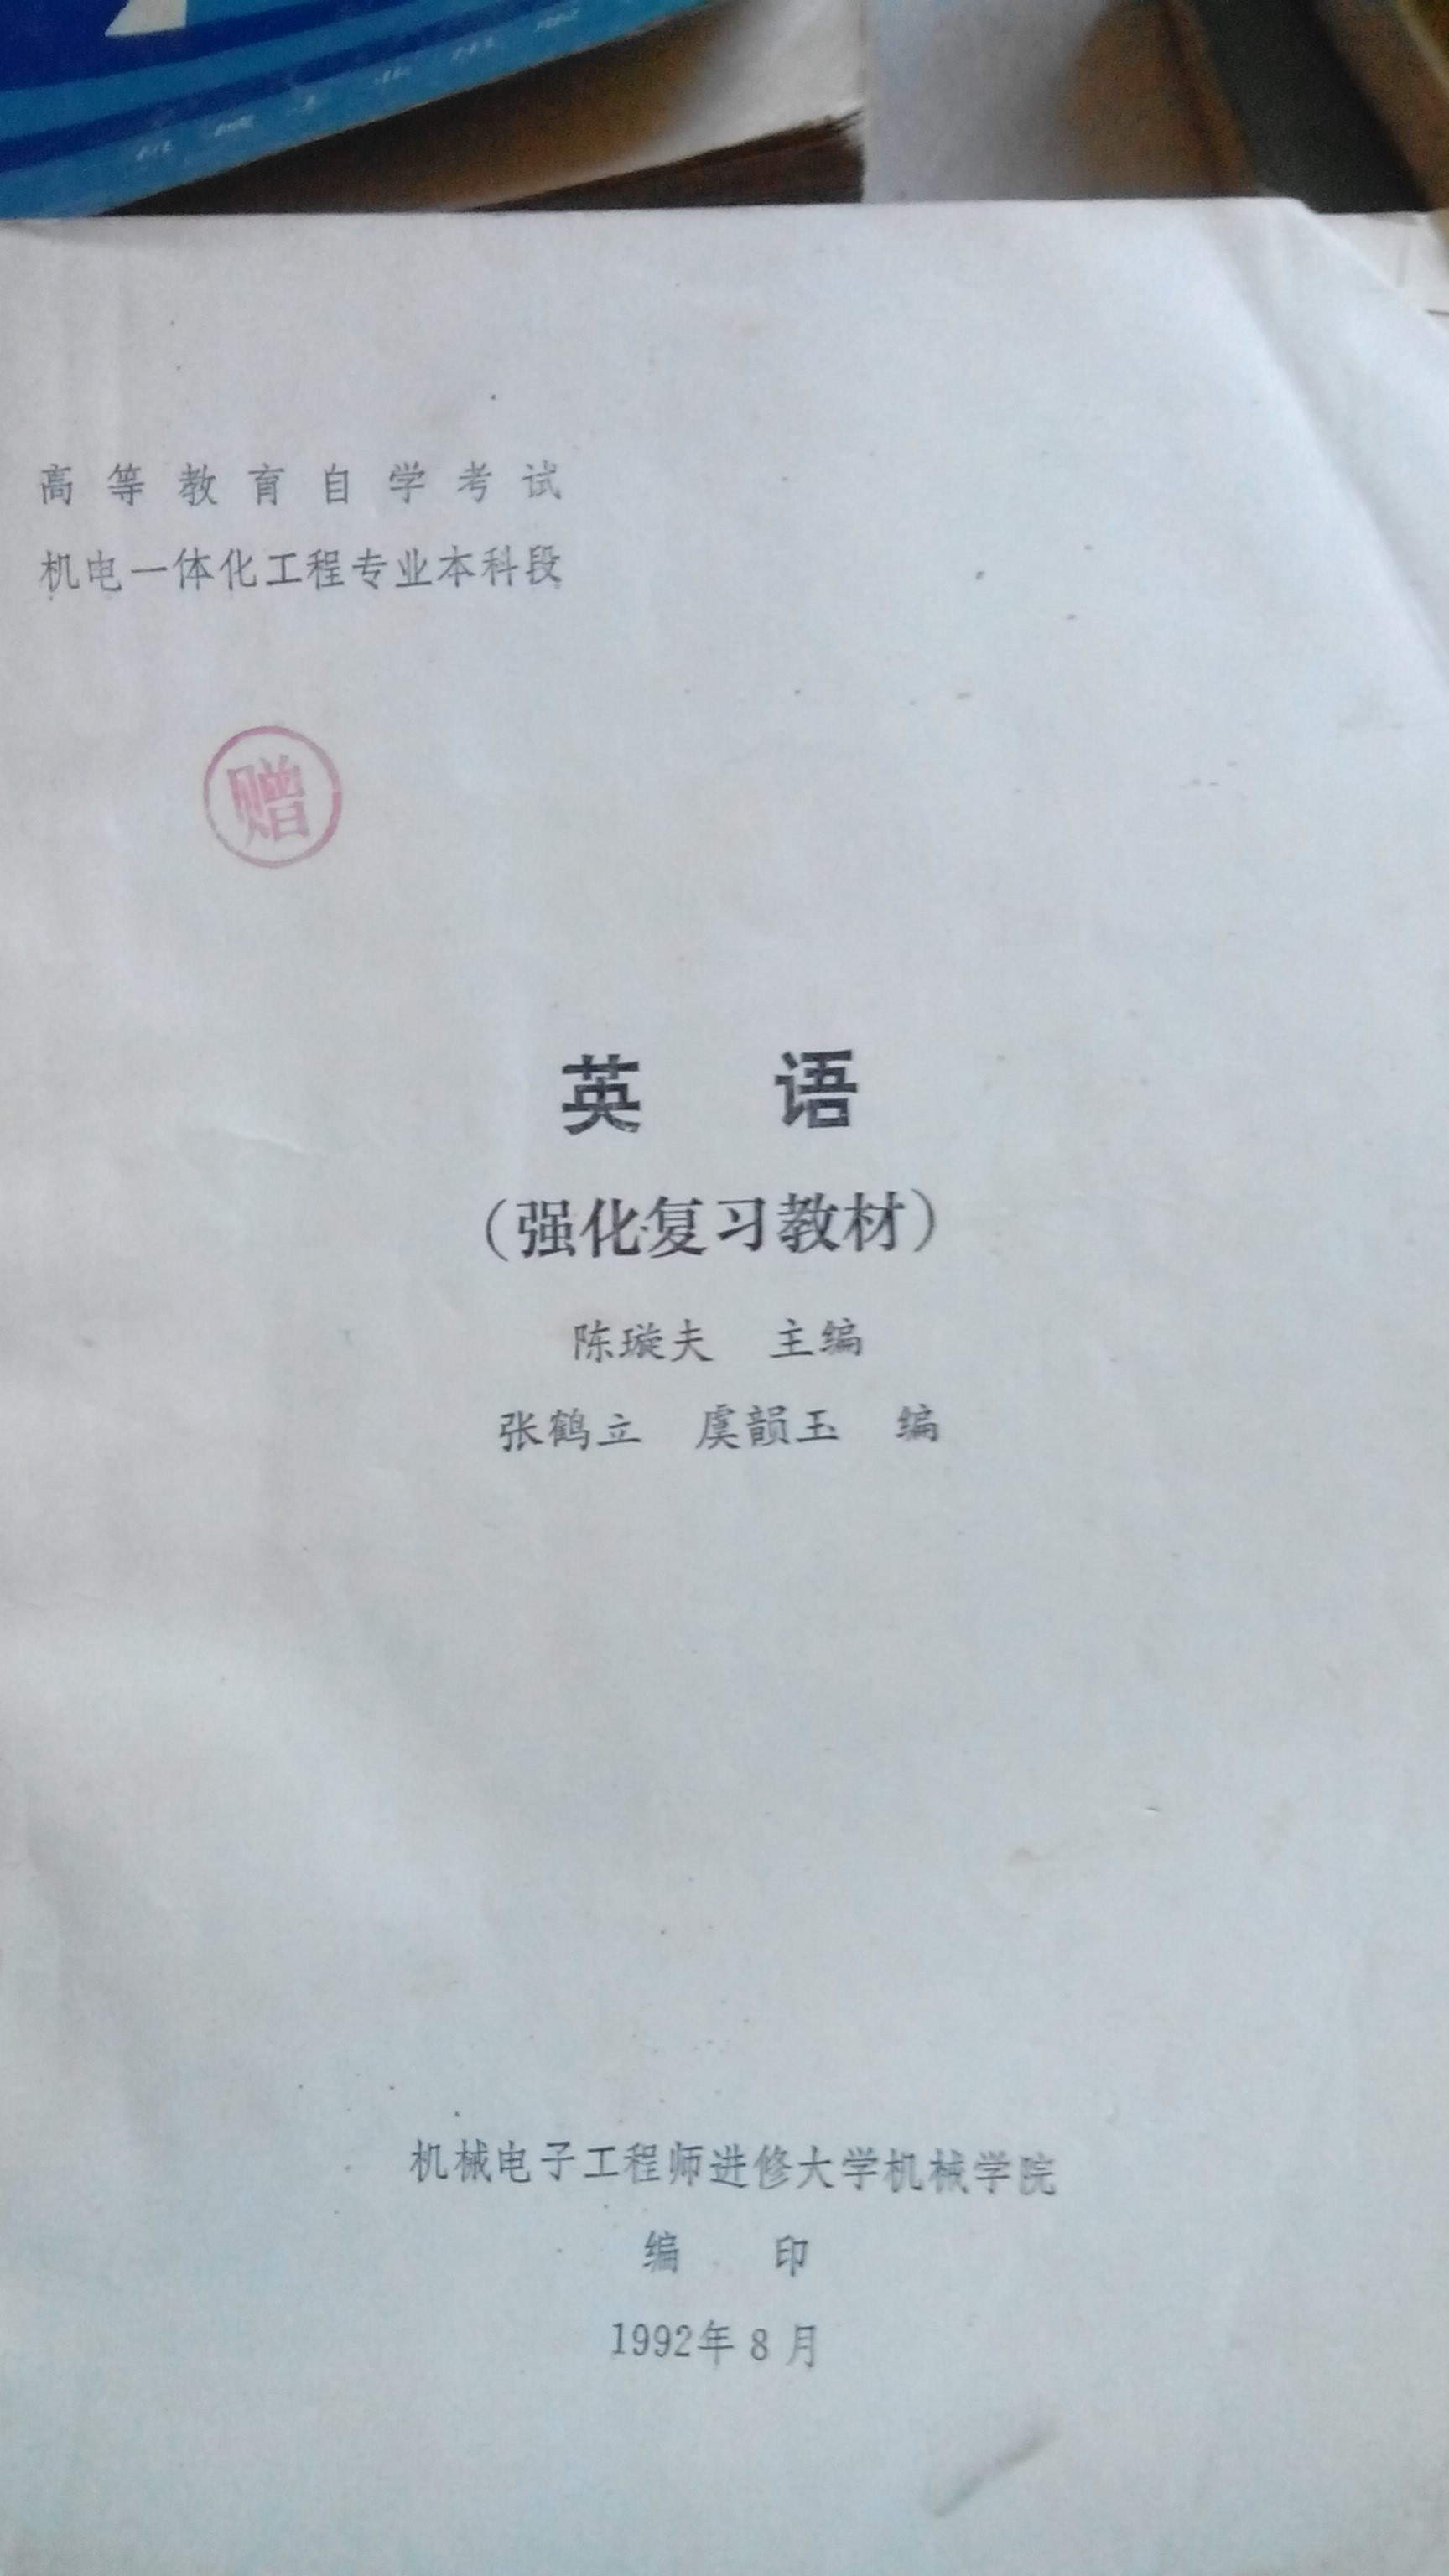 高等教育自学考试
机电一体化工程专业本科段
赠
英 语
（强化复习教材）
陈璇夫 主编
张鹤立 虞韻玉 编
机械电子工程师进修大学机械学院
编 印
1992年8月